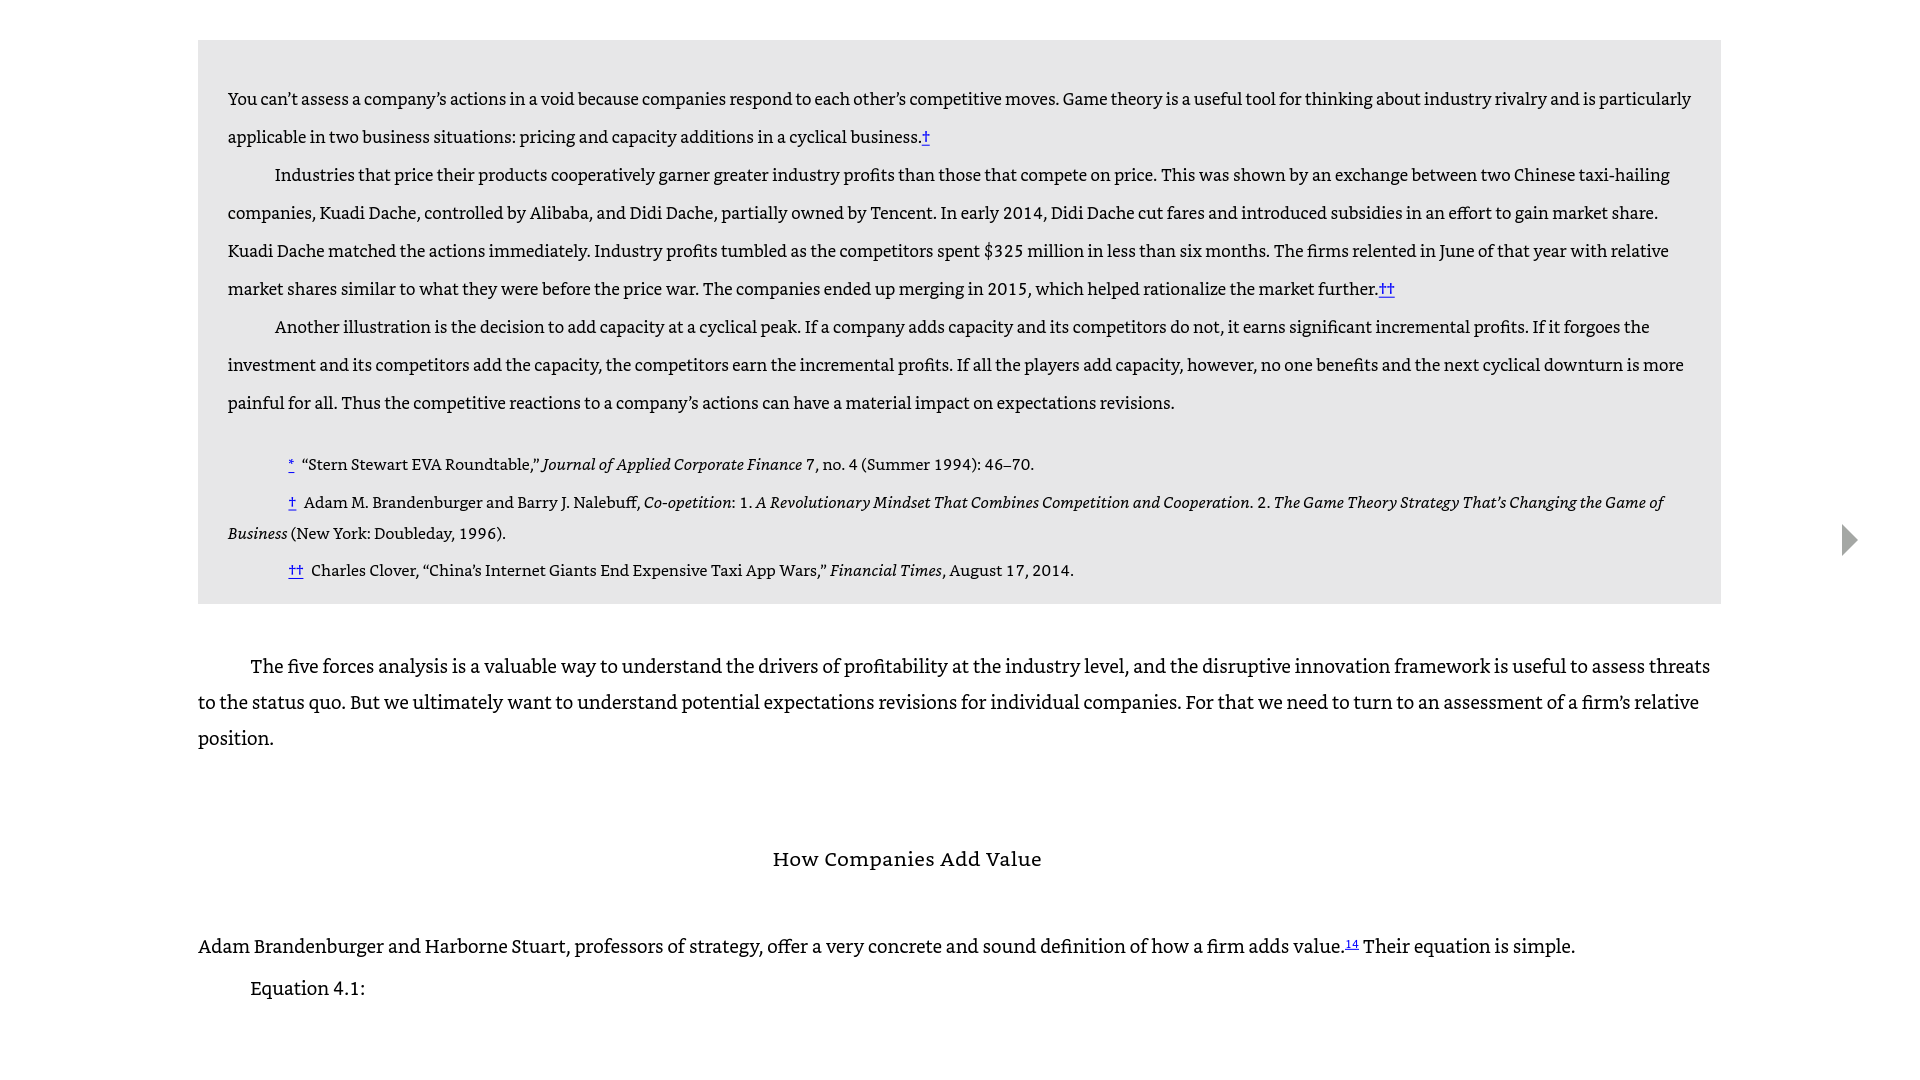 You can’t assess a company’s actions in a void because companies respond to each other’s competitive moves. Game theory is a useful tool for thinking about industry rivalry and is particularly
applicable in two business situations: pricing and capacity additions in a cyclical business.†
Industries that price their products cooperatively garner greater industry profits than those that compete on price. This was shown by an exchange between two Chinese taxi-hailing
companies, Kuadi Dache, controlled by Alibaba, and Didi Dache, partially owned by Tencent. In early 2014, Didi Dache cut fares and introduced subsidies in an effort to gain market share.
Kuadi Dache matched the actions immediately. Industry profits tumbled as the competitors spent $325 million in less than six months. The firms relented in June of that year with relative
market shares similar to what they were before the price war. The companies ended up merging in 2015, which helped rationalize the market further.††
Another illustration is the decision to add capacity at a cyclical peak. If a company adds capacity and its competitors do not, it earns significant incremental profits. If it forgoes the
investment and its competitors add the capacity, the competitors earn the incremental profits. If all the players add capacity, however, no one benefits and the next cyclical downturn is more
painful for all. Thus the competitive reactions to a company’s actions can have a material impact on expectations revisions.
* “Stern Stewart EVA Roundtable,” Journal of Applied Corporate Finance 7, no. 4 (Summer 1994): 46–70.
† Adam M. Brandenburger and Barry J. Nalebuff, Co-opetition: 1. A Revolutionary Mindset That Combines Competition and Cooperation. 2. The Game Theory Strategy That’s Changing the Game of
Business (New York: Doubleday, 1996).
†† Charles Clover, “China’s Internet Giants End Expensive Taxi App Wars,” Financial Times, August 17, 2014.
The five forces analysis is a valuable way to understand the drivers of profitability at the industry level, and the disruptive innovation framework is useful to assess threats
to the status quo. But we ultimately want to understand potential expectations revisions for individual companies. For that we need to turn to an assessment of a firm’s relative
position.
How Companies Add Value
Adam Brandenburger and Harborne Stuart, professors of strategy, offer a very concrete and sound definition of how a firm adds value.14 Their equation is simple.
Equation 4.1: